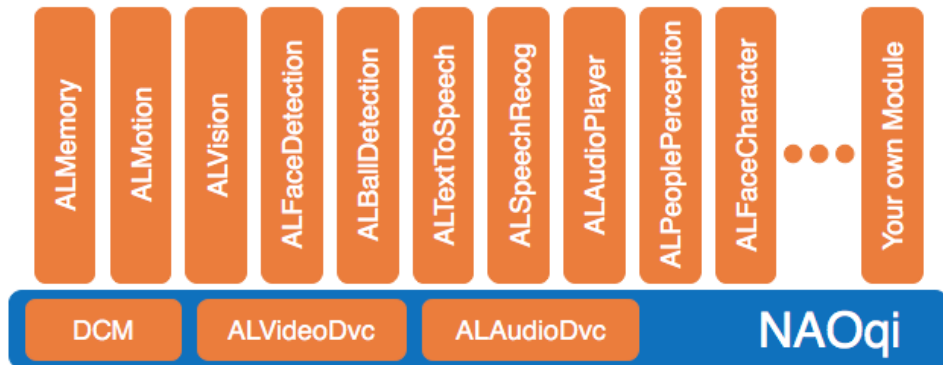 ALMemory
ALMotion
ALVision
ALFaceDetection
ALBallDetection
ALTextToSpeech
ALSpeechRecog
ALAudioPlayer
ALPeoplePerception
ALFaceCharacter
Your own Module
DCM
ALVideoDvc
ALAudioDvc
NAOqi